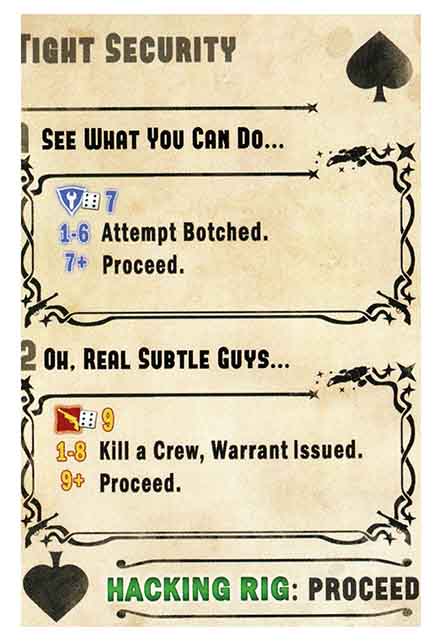 TIGHT SECURITY
1 SEE WHAT YOU CAN DO...
7
1-6 Attempt Botched.
7+ Proceed.
2 OH, REAL SUBTLE GUYS...
9
1-8 Kill a Crew, Warrant Issued.
9+ Proceed.
HACKING RIG: PROCEED